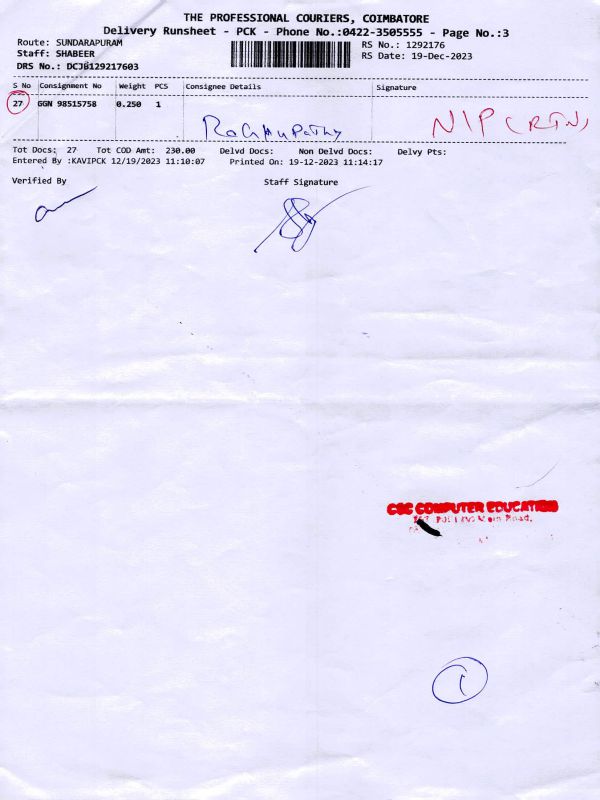 THE PROFESSIONAL COURIERS, COIMBATORE
Delivery Runsheet - PCK - Phone No.:0422-3505555 - Page No.:3
Route: SUNDARAPURAM
RS No.: 1292176
Staff: SHABEER
RS Date: 19-Dec-2023
DRS No.: DCJB129217603
S No Consignment No Weight PCS Consignee Details Signature
27 GGN 98515758 0.250 1
RaGHuPathy NIP (RTN)
Tot Docs: 27 Tot COD Amt: 230.00 Delvd Docs: Non Delvd Docs: Delvy Pts:
Entered By :KAVIPCK 12/19/2023 11:10:07 Printed On: 19-12-2023 11:14:17
Verified By Staff Signature
CSC COMPUTER EDUCATION
Main Road,
1